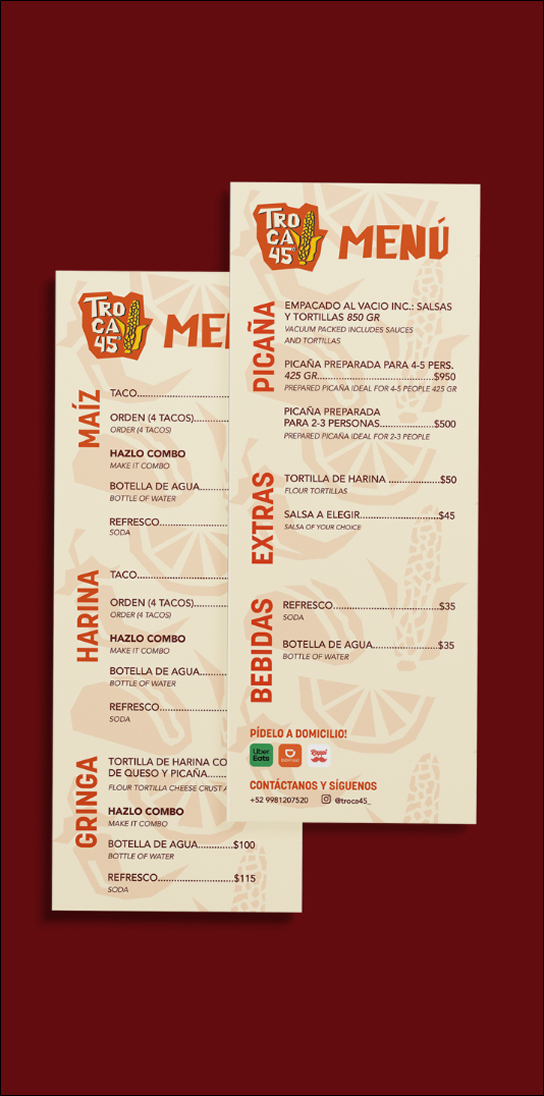 TRO
CA
45
MENÚ
PICAÑA
EMPACADO AL VACIO INC.: SALSAS
Y TORTILLAS 850 GR
VACUUM PACKED INCLUDES SAUCES
AND TORTILLAS
PICAÑA PREPARADA PARA 4-5 PERS.
425 GR...............................$950
PREPARED PICAÑA IDEAL FOR 4-5 PEOPLE 425 GR
PICAÑA PREPARADA
PARA 2-3 PERSONAS...............$500
PREPARED PICAÑA IDEAL FOR 2-3 PEOPLE
EXTRAS
TORTILLA DE HARINA ...............$50
FLOUR TORTILLAS
SALSA A ELEGIR.......................$45
SALSA OF YOUR CHOICE
BEBIDAS
REFRESCO..............................$35
SODA
BOTELLA DE AGUA....................$35
BOTTLE OF WATER
PÍDELO A DOMICILIO!
Uber
Eats
Rappi
CONTÁCTANOS Y SÍGUENOS
+52 9981207520 @troca45_
TRO
CA
45
MEN
MAÍZ
TACO........................
ORDEN (4 TACOS)..........
ORDER (4 TACOS)
HAZLO COMBO
MAKE IT COMBO
BOTELLA DE AGUA.........
BOTTLE OF WATER
REFRESCO..................
SODA
HARINA
TACO........................
ORDEN (4 TACOS)..........
ORDER (4 TACOS)
HAZLO COMBO
MAKE IT COMBO
BOTELLA DE AGUA.........
BOTTLE OF WATER
REFRESCO..................
SODA
GRINGA
TORTILLA DE HARINA CO
DE QUESO Y PICAÑA......
FLOUR TORTILLA CHEESE CRUST
HAZLO COMBO
MAKE IT COMBO
BOTELLA DE AGUA............$100
BOTTLE OF WATER
REFRESCO......................$115
SODA